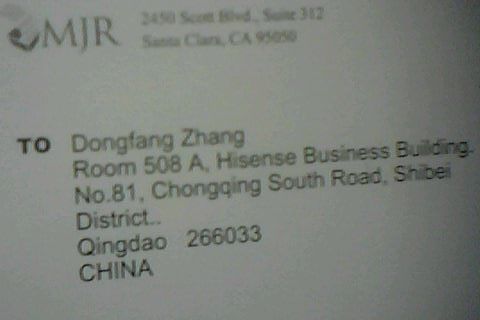 MJR
2450 Scott Blvd., Suite 312
Santa Clara, CA 95050
TO Dongfang Zhang
Room 508 A, Hisense Business Building.
No.81, Chongqing South Road, Shibei
District..
Qingdao 266033
CHINA